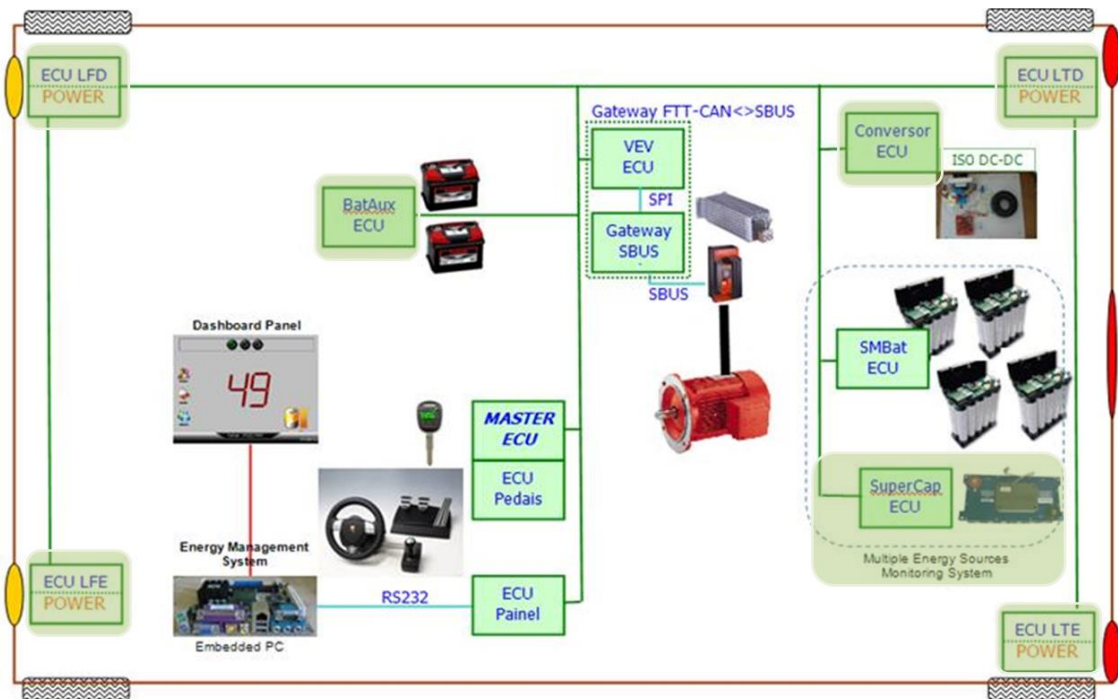 ECU LFD
POWER
ECU LTD
POWER
Gateway FTT-CAN<>SBUS
VEV
ECU
SPI
Gateway
SBUS
SBUS
Conversor
ECU
ISO DC-DC
BatAux
ECU
Dashboard Panel
49
SMBat
ECU
MASTER
ECU
ECU
Pedais
SuperCap
ECU
Multiple Energy Sources
Monitoring System
Energy Management
System
ECU LFE
POWER
RS232
ECU
Painel
Embedded PC
ECU LTE
POWER